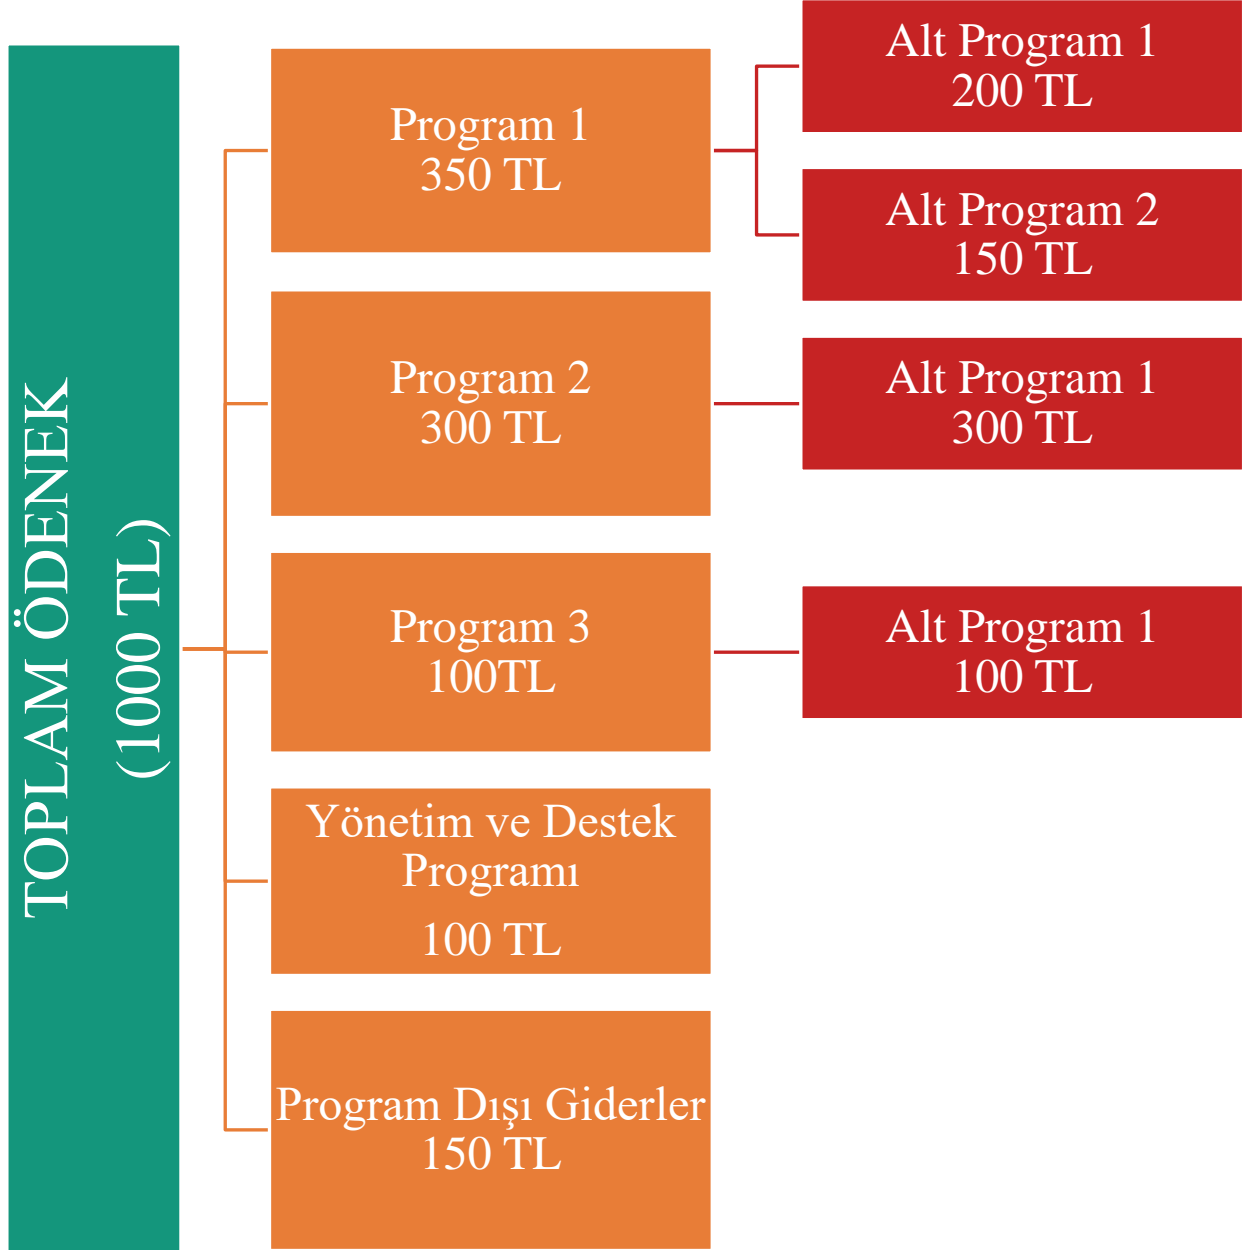 TOPLAM ÖDENEK
(1000 TL)
Program 1
350 TL
Alt Program 1
200 TL
Alt Program 2
150 TL
Program 2
300 TL
Alt Program 1
300 TL
Program 3
100TL
Alt Program 1
100 TL
Yönetim ve Destek
Programı
100 TL
Program Dışı Giderler
150 TL